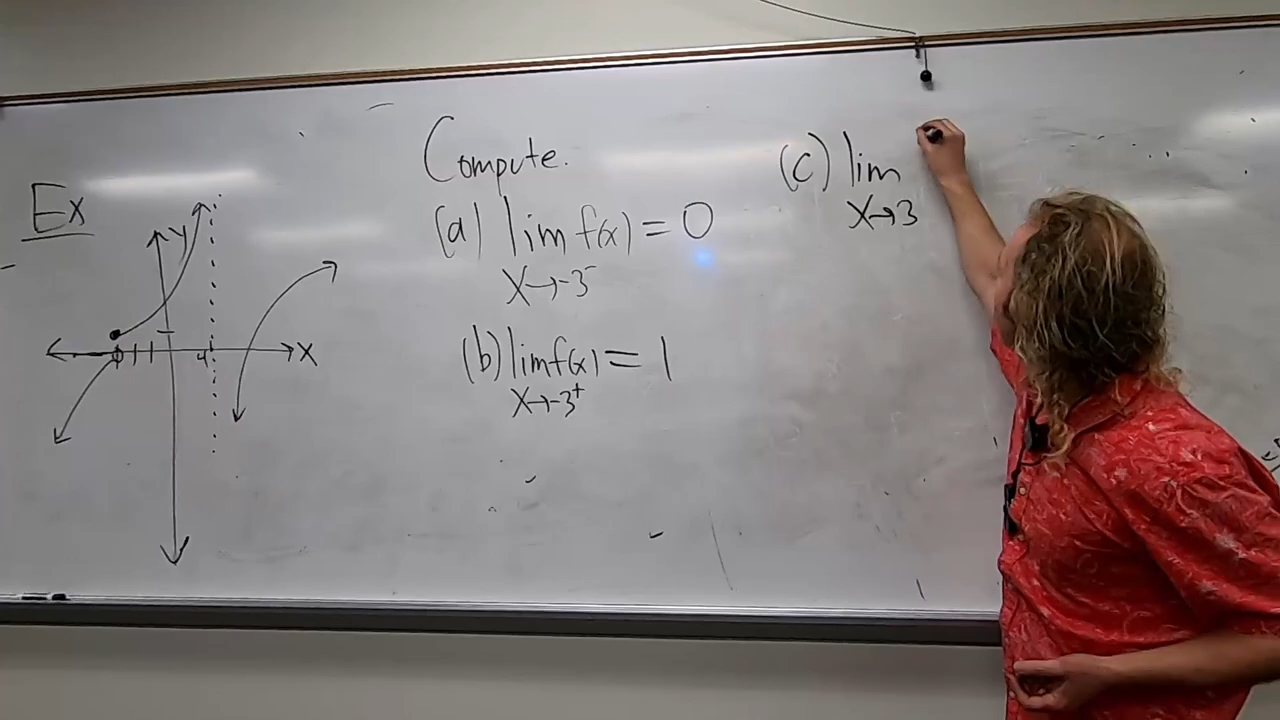 Ex
y
4
x
Compute.
(a) lim f(x) = 0
x→-3⁻
(b) lim f(x) = 1
x→-3⁺
(c) lim
x→3